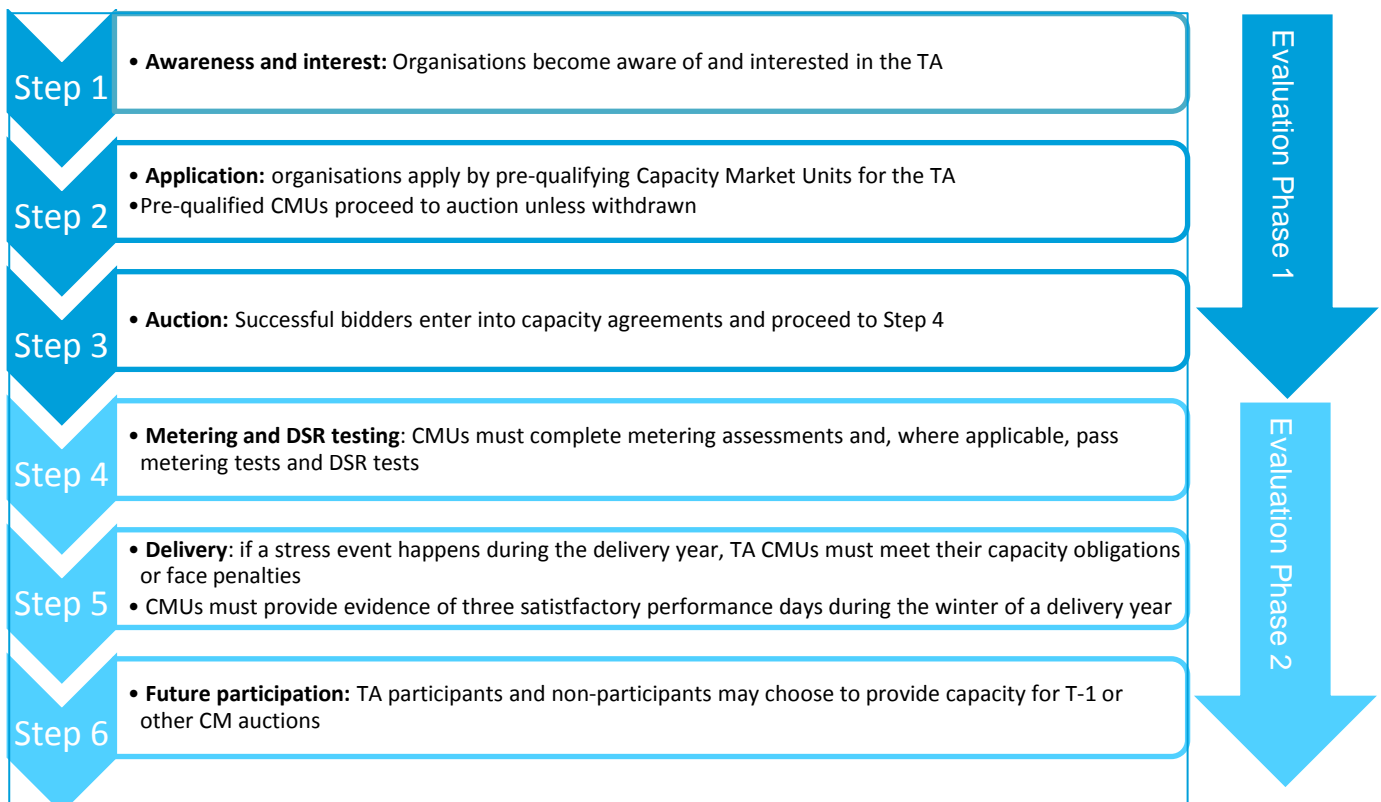 Step 1
• Awareness and interest: Organisations become aware of and interested in the TA
Step 2
• Application: organisations apply by pre-qualifying Capacity Market Units for the TA
•Pre-qualified CMUs proceed to auction unless withdrawn
Step 3
• Auction: Successful bidders enter into capacity agreements and proceed to Step 4
Evaluation Phase 1
Step 4
• Metering and DSR testing: CMUs must complete metering assessments and, where applicable, pass
metering tests and DSR tests
Step 5
• Delivery: if a stress event happens during the delivery year, TA CMUs must meet their capacity obligations
or face penalties
• CMUs must provide evidence of three satistfactory performance days during the winter of a delivery year
Step 6
• Future participation: TA participants and non-participants may choose to provide capacity for T-1 or
other CM auctions
Evaluation Phase 2